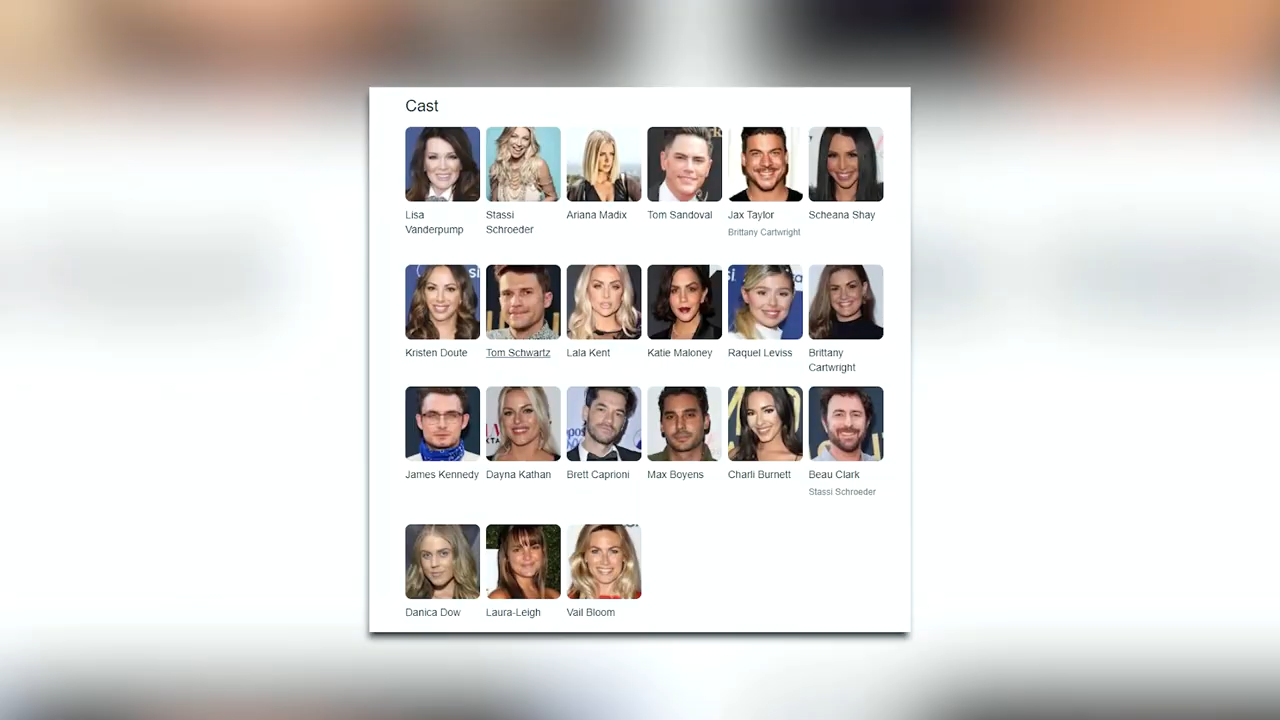 Cast
Lisa
Vanderpump
Stassi
Schroeder
Ariana Madix
Tom Sandoval
Jax Taylor
Brittany Cartwright
Scheana Shay
Kristen Doute
Tom Schwartz
Lala Kent
Katie Maloney
Raquel Leviss
Brittany
Cartwright
James Kennedy
Dayna Kathan
Brett Caprioni
Max Boyens
Charli Burnett
Beau Clark
Stassi Schroeder
Danica Dow
Laura-Leigh
Vail Bloom